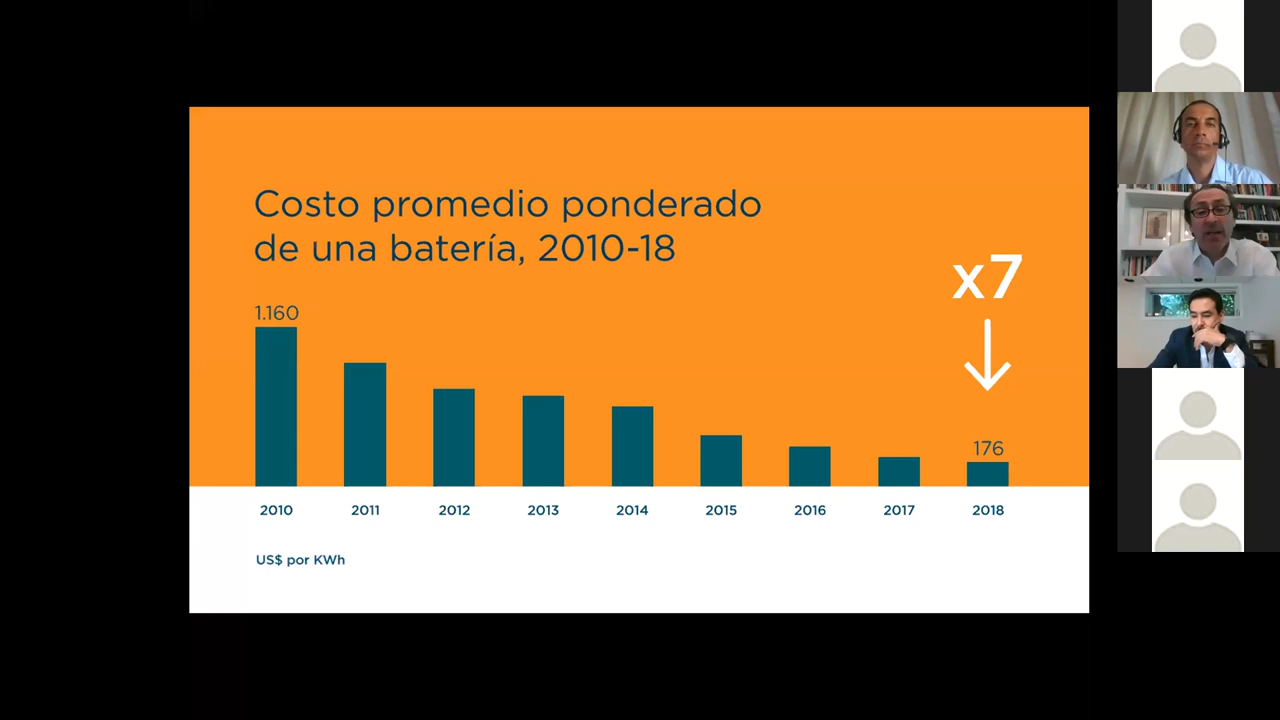 Costo promedio ponderado
de una batería, 2010-18
x7
1.160
176
2010 2011 2012 2013 2014 2015 2016 2017 2018
US$ por KWh